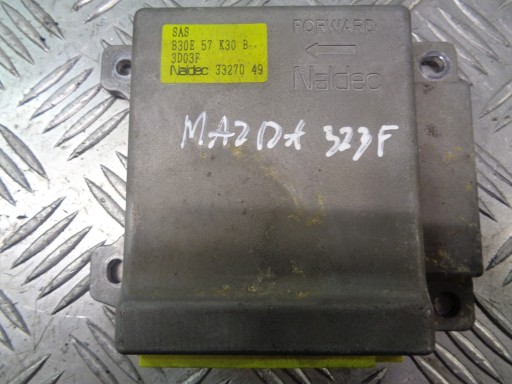 SAS
B30E 57 K30 B
3D03F
Naldec 33270 49
FORWARD
Naldec
MAZDA 323F